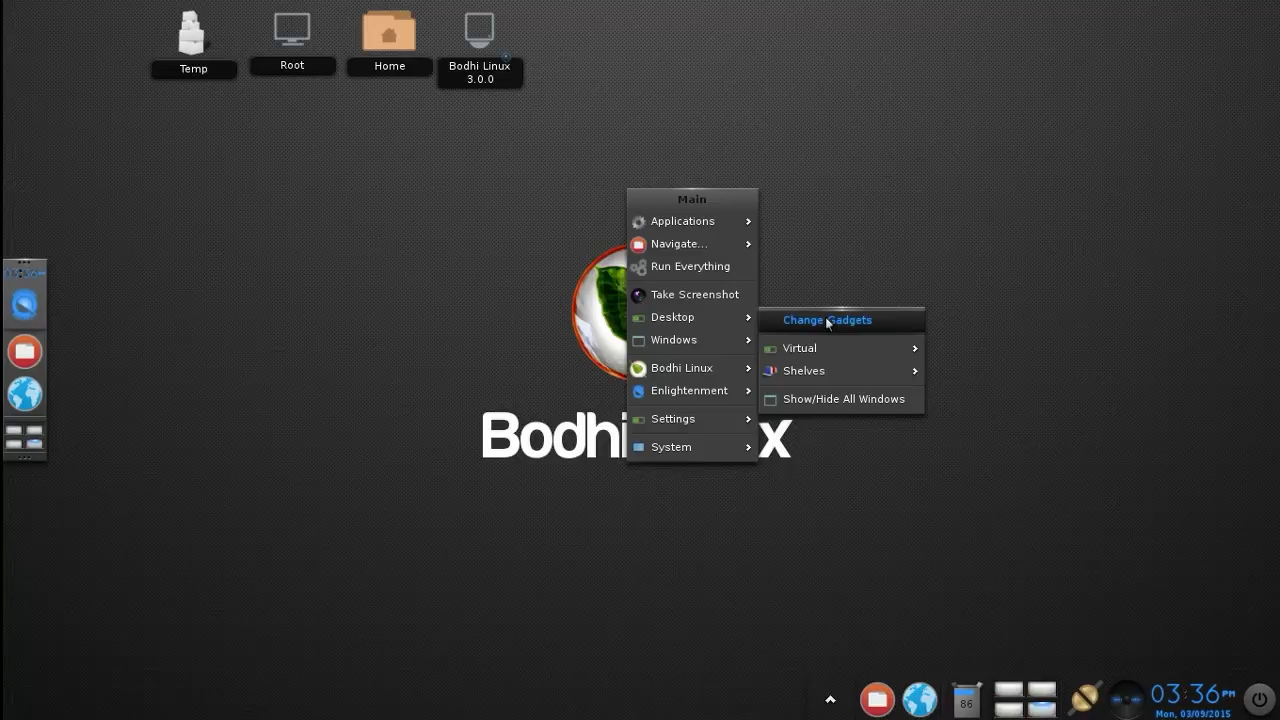 Temp
Root
Home
Bodhi Linux
3.0.0
Main
Applications
Navigate...
Run Everything
Take Screenshot
Desktop
Windows
Bodhi Linux
Enlightenment
Settings
System
Change Gadgets
Virtual
Shelves
Show/Hide All Windows
Bodhi x
86
03:36 PM
Mon, 03/09/2015